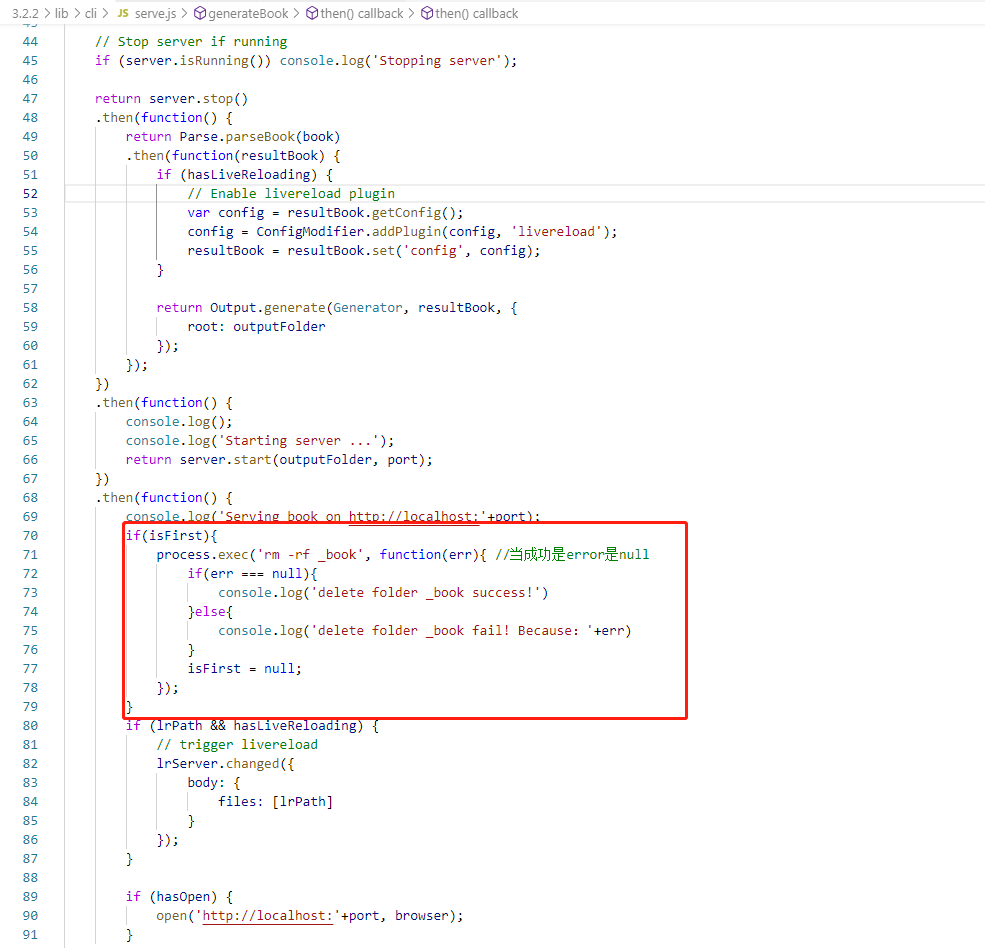 3.2.2 > lib > cli > JS serve.js > generateBook > then() callback > then() callback
43
44 // Stop server if running
45 if (server.isRunning()) console.log('Stopping server');
46
47 return server.stop()
48 .then(function() {
49 return Parse.parseBook(book)
50 .then(function(resultBook) {
51 if (hasLiveReloading) {
52 // Enable livereload plugin
53 var config = resultBook.getConfig();
54 config = ConfigModifier.addPlugin(config, 'livereload');
55 resultBook = resultBook.set('config', config);
56 }
57
58 return Output.generate(Generator, resultBook, {
59 root: outputFolder
60 });
61 });
62 })
63 .then(function() {
64 console.log();
65 console.log('Starting server ...');
66 return server.start(outputFolder, port);
67 })
68 .then(function() {
69 console.log('Serving book on http://localhost:'+port);
70 if(isFirst){
71 process.exec('rm -rf _book', function(err){ //当成功是error是null
72 if(err === null){
73 console.log('delete folder _book success!')
74 }else{
75 console.log('delete folder _book fail! Because: '+err)
76 }
77 isFirst = null;
78 });
79 }
80 if (lrPath && hasLiveReloading) {
81 // trigger livereload
82 lrServer.changed({
83 body: {
84 files: [lrPath]
85 }
86 });
87 }
88
89 if (hasOpen) {
90 open('http://localhost:'+port, browser);
91 }